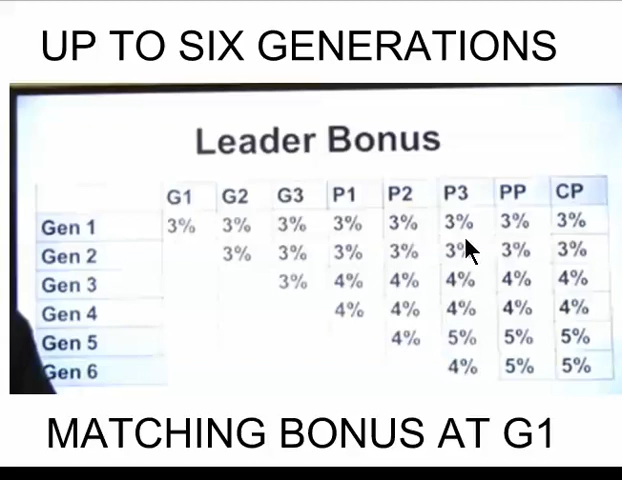 UP TO SIX GENERATIONS
Leader Bonus
G1 G2 G3 P1 P2 P3 PP CP
Gen 1 3% 3% 3% 3% 3% 3% 3% 3%
Gen 2 3% 3% 3% 3% 3% 3% 3%
Gen 3 3% 4% 4% 4% 4% 4%
Gen 4 4% 4% 4% 4% 4%
Gen 5 4% 5% 5% 5%
Gen 6 4% 5% 5%
MATCHING BONUS AT G1